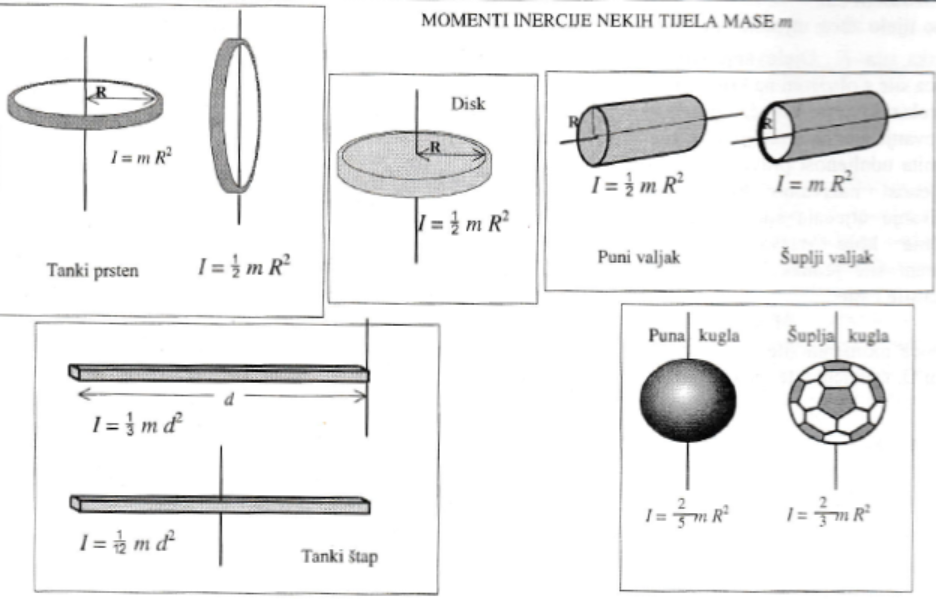 MOMENTI INERCIJE NEKIH TIJELA MASE m
R
I = m R²
Tanki prsten
I = ½ m R²
Disk
R
I = ½ m R²
R
I = ½ m R²
Puni valjak
R
I = m R²
Šuplji valjak
d
I = ⅓ m d²
I = 1/12 m d²
Tanki štap
Puna kugla
I = 2/5 m R²
Šuplja kugla
I = 2/3 m R²